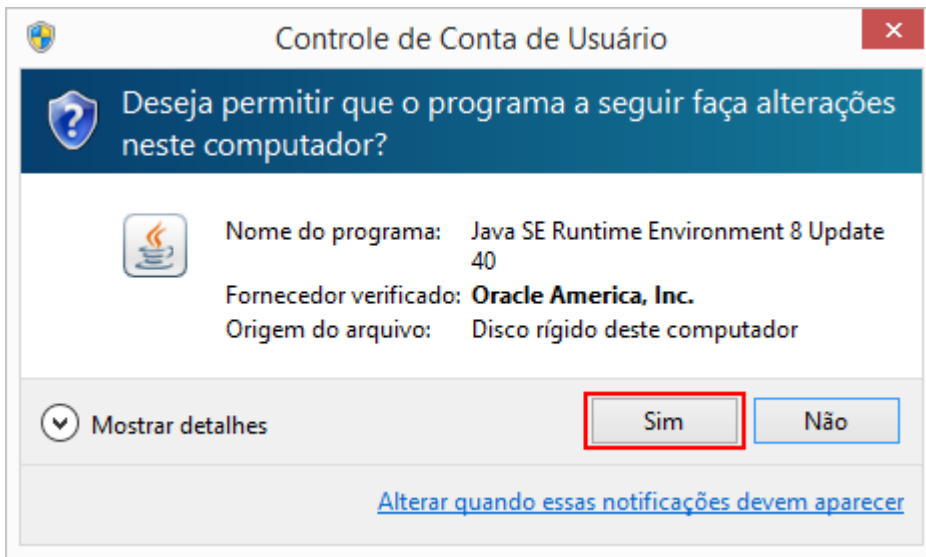 Controle de Conta de Usuário
Deseja permitir que o programa a seguir faça alterações
neste computador?
Nome do programa: Java SE Runtime Environment 8 Update
40
Fornecedor verificado: Oracle America, Inc.
Origem do arquivo: Disco rígido deste computador
Mostrar detalhes
Sim
Não
Alterar quando essas notificações devem aparecer